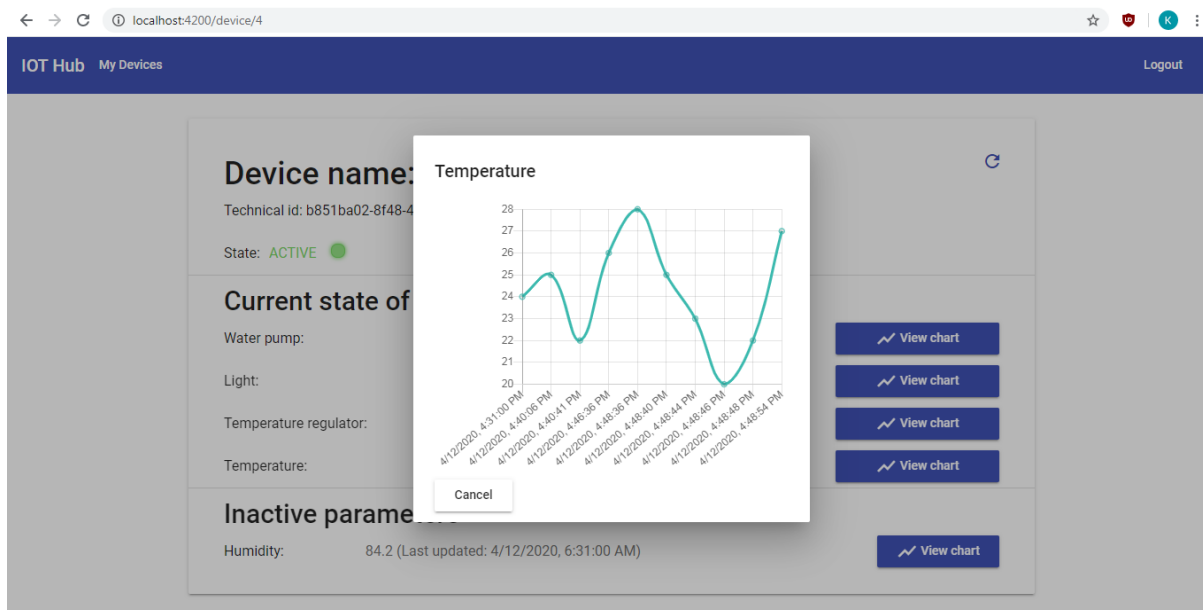 localhost:4200/device/4
K
IOT Hub My Devices Logout
Device name:
Technical id: b851ba02-8f48-4
State: ACTIVE
Current state of
Water pump: View chart
Light: View chart
Temperature regulator: View chart
Temperature: View chart
Inactive parameters
Humidity: 84.2 (Last updated: 4/12/2020, 6:31:00 AM) View chart
Temperature
28
27
26
25
24
23
22
21
20
4/12/2020, 4:31:00 PM
4/12/2020, 4:40:06 PM
4/12/2020, 4:40:41 PM
4/12/2020, 4:46:36 PM
4/12/2020, 4:48:36 PM
4/12/2020, 4:48:40 PM
4/12/2020, 4:48:44 PM
4/12/2020, 4:48:46 PM
4/12/2020, 4:48:48 PM
4/12/2020, 4:48:54 PM
Cancel